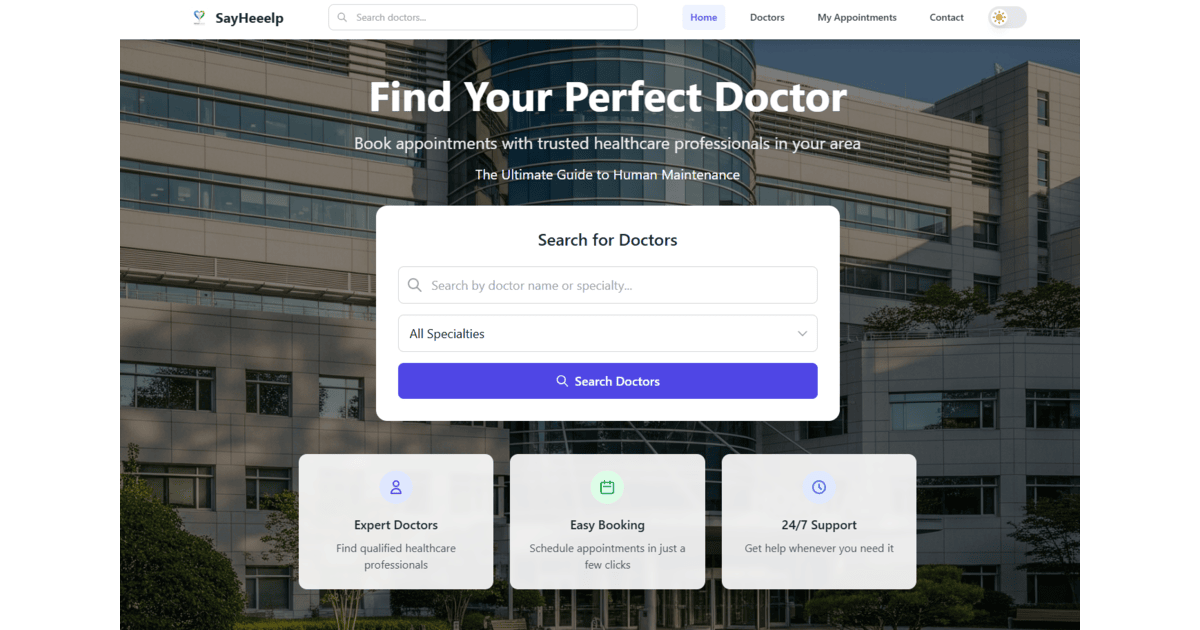 SayHeeelp
Search doctors...
Home
Doctors
My Appointments
Contact
Find Your Perfect Doctor
Book appointments with trusted healthcare professionals in your area
The Ultimate Guide to Human Maintenance
Search for Doctors
Search by doctor name or specialty...
All Specialties
Search Doctors
Expert Doctors
Find qualified healthcare
professionals
Easy Booking
Schedule appointments in just a
few clicks
24/7 Support
Get help whenever you need it